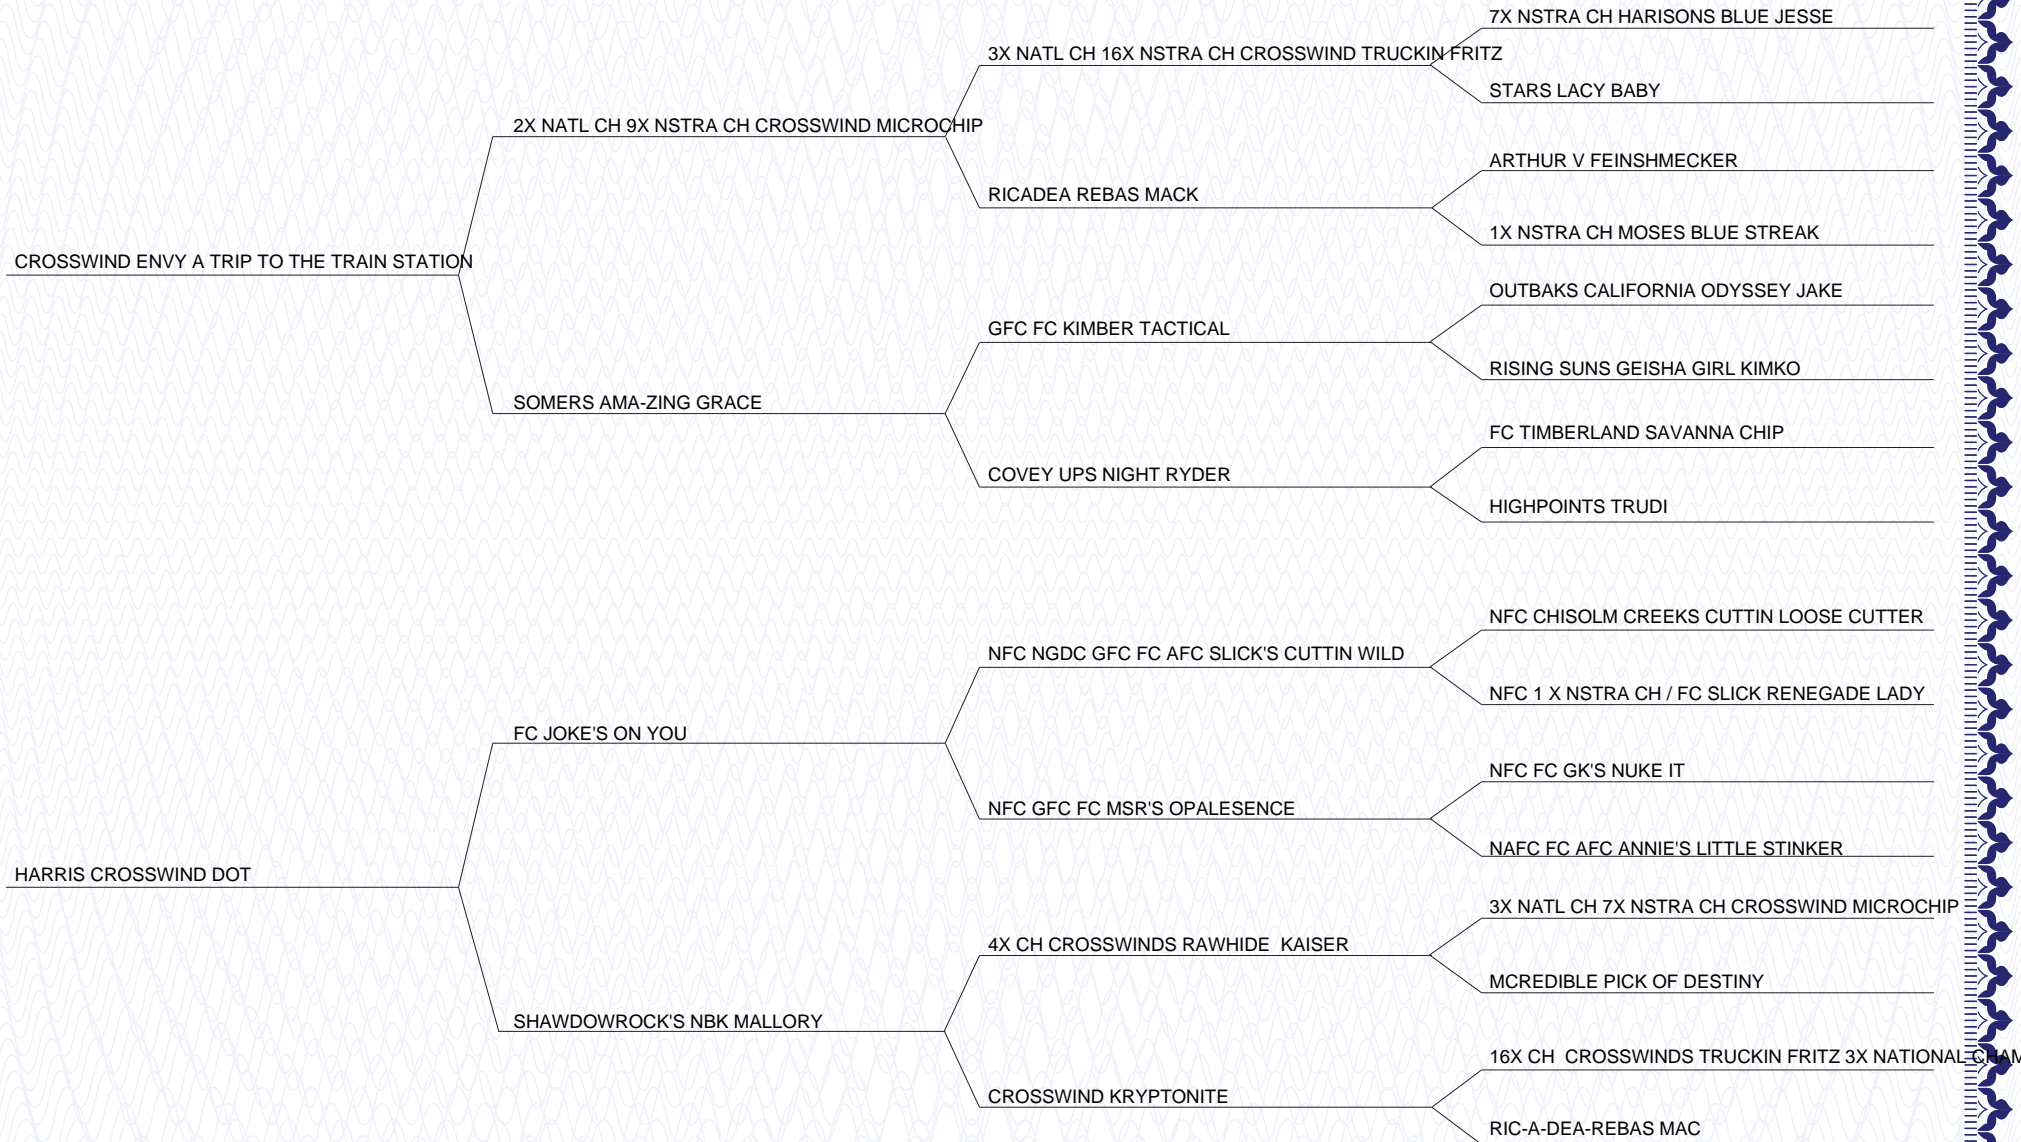 7X NSTRA CH HARISONS BLUE JESSE
3X NATL CH 16X NSTRA CH CROSSWIND TRUCKIN FRITZ
STARS LACY BABY
2X NATL CH 9X NSTRA CH CROSSWIND MICROCHIP
ARTHUR V FEINSHMECKER
RICADEA REBAS MACK
1X NSTRA CH MOSES BLUE STREAK
CROSSWIND ENVY A TRIP TO THE TRAIN STATION
OUTBAKS CALIFORNIA ODYSSEY JAKE
GFC FC KIMBER TACTICAL
RISING SUNS GEISHA GIRL KIMKO
SOMERS AMA-ZING GRACE
FC TIMBERLAND SAVANNA CHIP
COVEY UPS NIGHT RYDER
HIGHPOINTS TRUDI
NFC CHISOLM CREEKS CUTTIN LOOSE CUTTER
NFC NGDC GFC FC AFC SLICK'S CUTTIN WILD
NFC 1 X NSTRA CH / FC SLICK RENEGADE LADY
FC JOKE'S ON YOU
NFC FC GK'S NUKE IT
NFC GFC FC MSR'S OPALESENCE
NAFC FC AFC ANNIE'S LITTLE STINKER
HARRIS CROSSWIND DOT
3X NATL CH 7X NSTRA CH CROSSWIND MICROCHIP
4X CH CROSSWINDS RAWHIDE  KAISER
MCREDIBLE PICK OF DESTINY
SHAWDOWROCK'S NBK MALLORY
16X CH  CROSSWINDS TRUCKIN FRITZ 3X NATIONAL CHAM
CROSSWIND KRYPTONITE
RIC-A-DEA-REBAS MAC